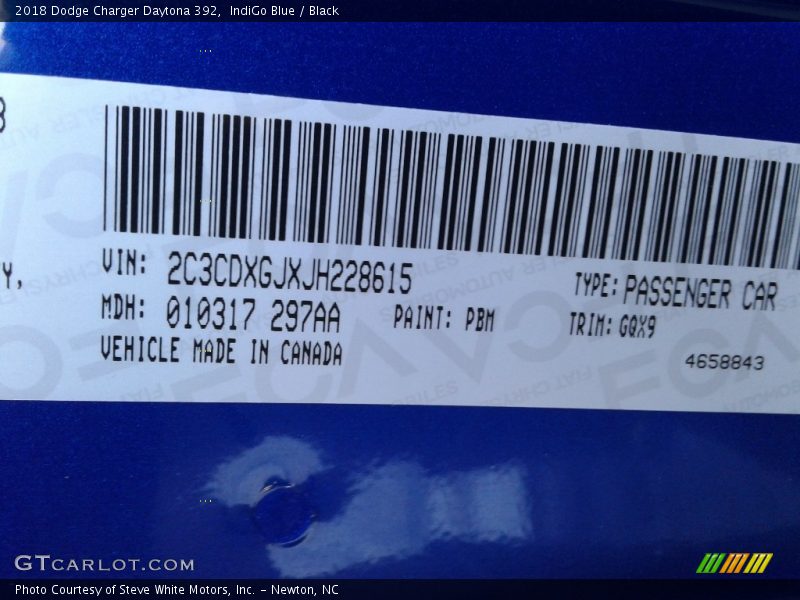 2018 Dodge Charger Daytona 392, IndiGo Blue / Black
Y,
VIN: 2C3CDXGJXJH228615
TYPE: PASSENGER CAR
MDH: 010317 297AA
PAINT: PBM
TRIM: GQX9
VEHICLE MADE IN CANADA
4658843
GTCARLOT.COM
Photo Courtesy of Steve White Motors, Inc. - Newton, NC